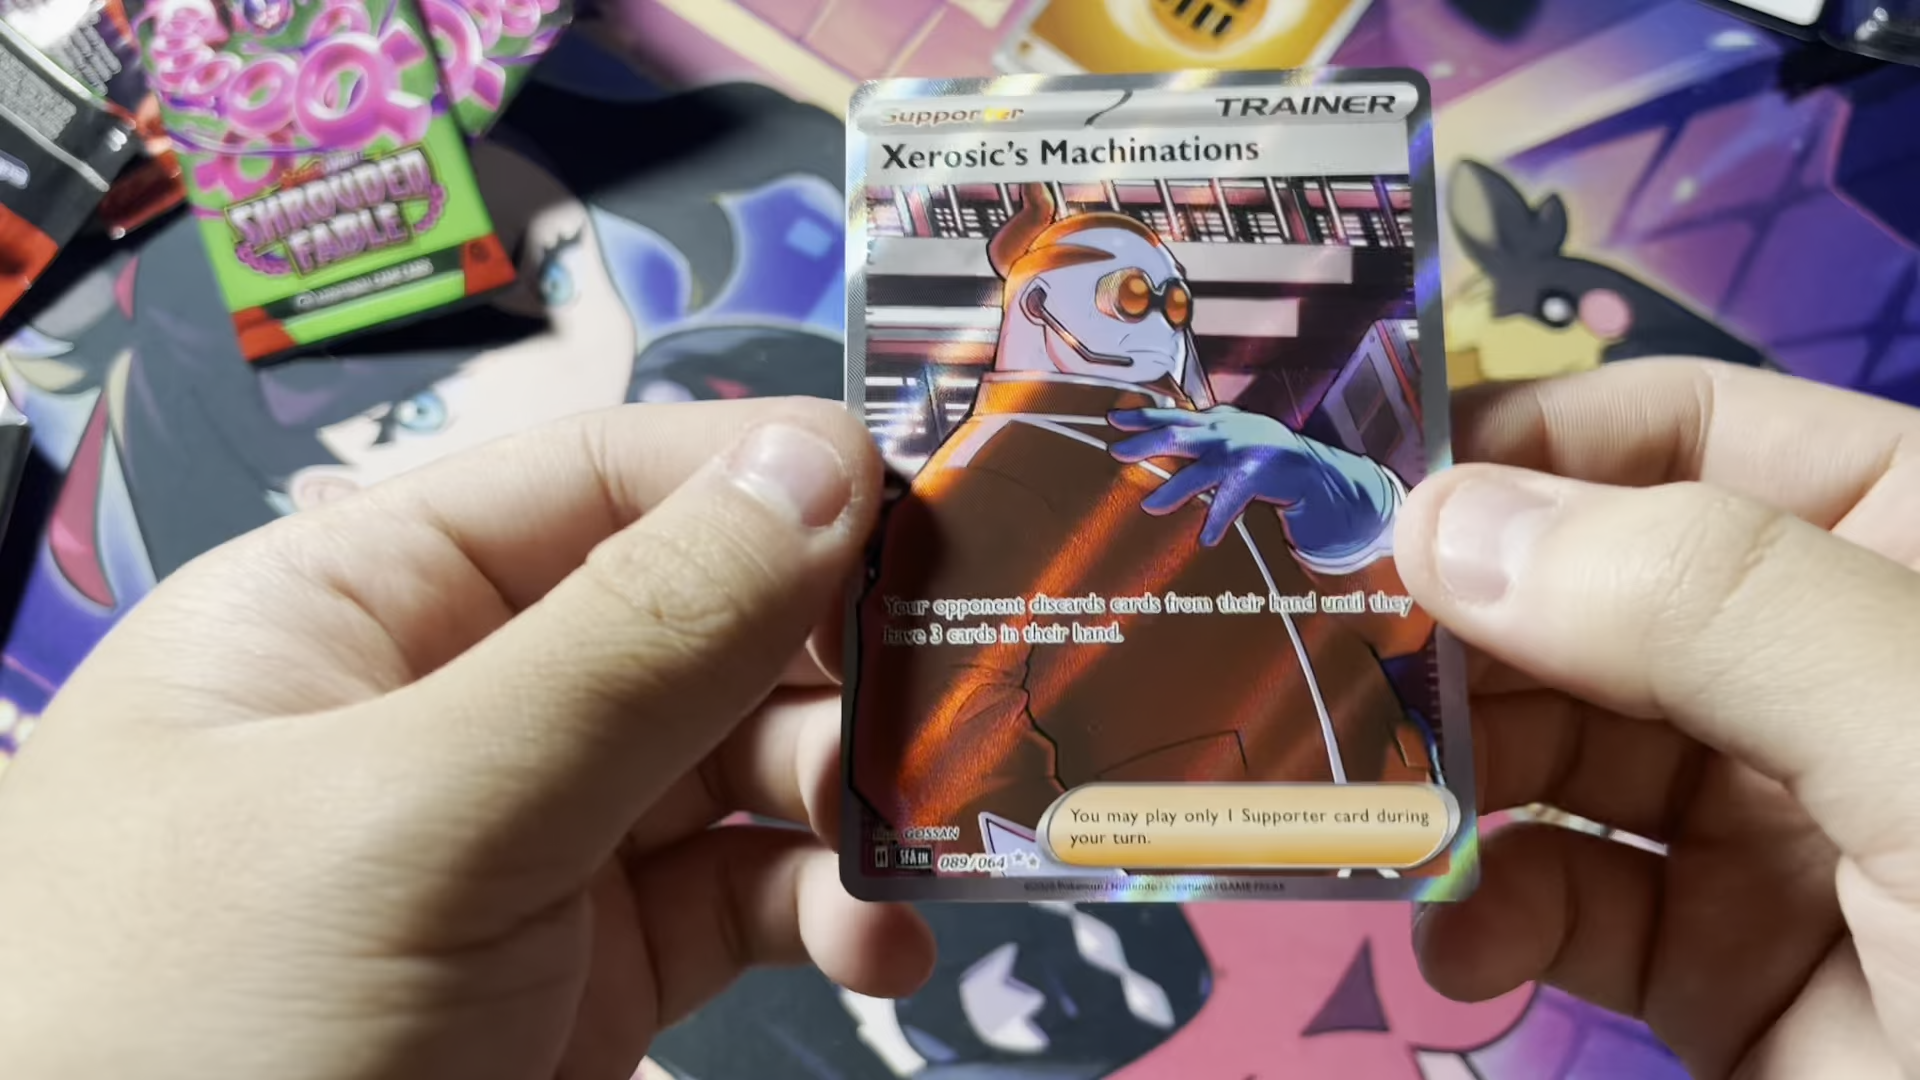 SHROUDED
FABLE
Supporter
TRAINER
Xerosic's Machinations
Your opponent discards cards from their hand until they
have 3 cards in their hand.
You may play only 1 Supporter card during
your turn.
GOSSAN
SFA EN 089/064